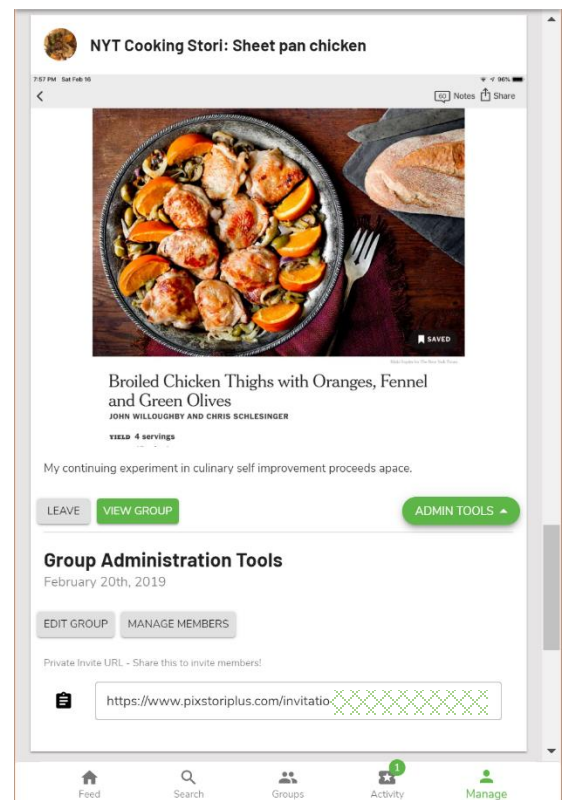 NYT Cooking Stori: Sheet pan chicken
7:57 PM Sat Feb 16
96%
60 Notes Share
SAVED
Broiled Chicken Thighs with Oranges, Fennel
and Green Olives
JOHN WILLOUGHBY AND CHRIS SCHLESINGER
YIELD 4 servings
My continuing experiment in culinary self improvement proceeds apace.
LEAVE VIEW GROUP ADMIN TOOLS
Group Administration Tools
February 20th, 2019
EDIT GROUP MANAGE MEMBERS
Private Invite URL - Share this to invite members!
https://www.pixstoriplus.com/invitatio
1
Feed Search Groups Activity Manage